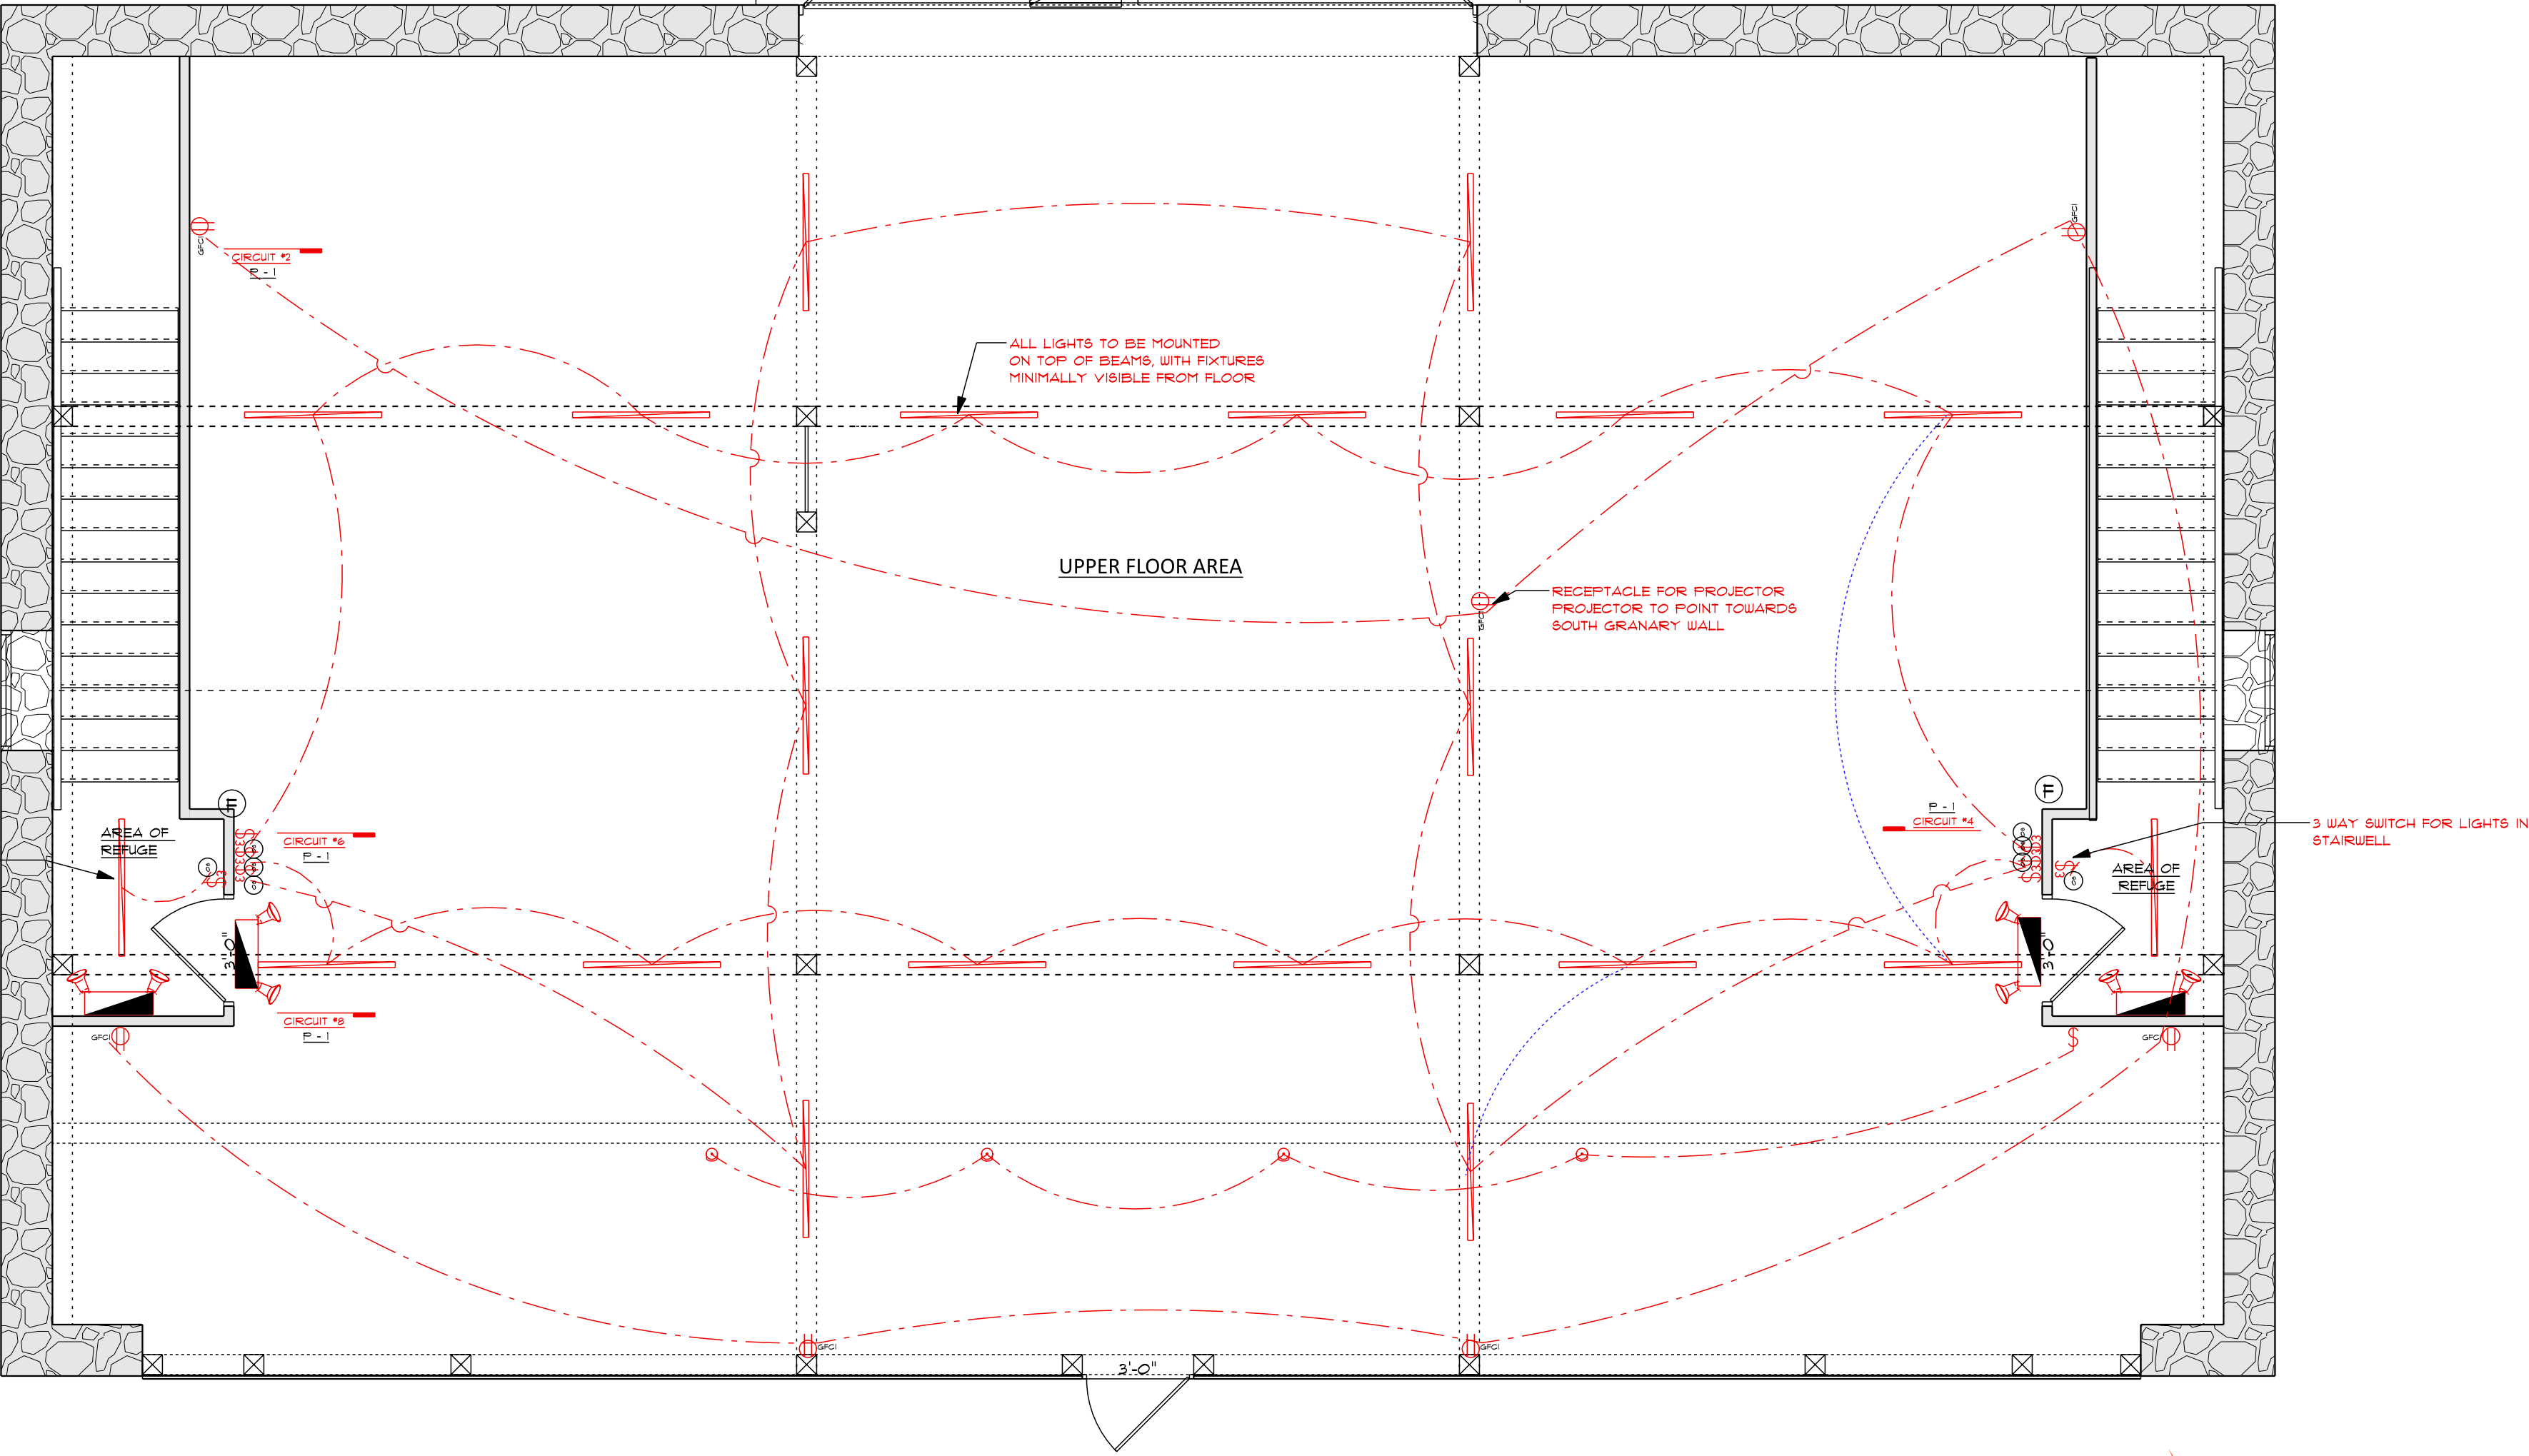 GFCI
CIRCUIT #2
P - 1
GFCI
ALL LIGHTS TO BE MOUNTED
ON TOP OF BEAMS, WITH FIXTURES
MINIMALLY VISIBLE FROM FLOOR
UPPER FLOOR AREA
GFCI
RECEPTACLE FOR PROJECTOR
PROJECTOR TO POINT TOWARDS
SOUTH GRANARY WALL
F
F
AREA OF
REFUGE
CIRCUIT #6
P - 1
P - 1
CIRCUIT #4
3 WAY SWITCH FOR LIGHTS IN
STAIRWELL
AREA OF
REFUGE
3'-0"
3'-0"
CIRCUIT #8
P - 1
GFCI
GFCI
GFCI
GFCI
3'-0"